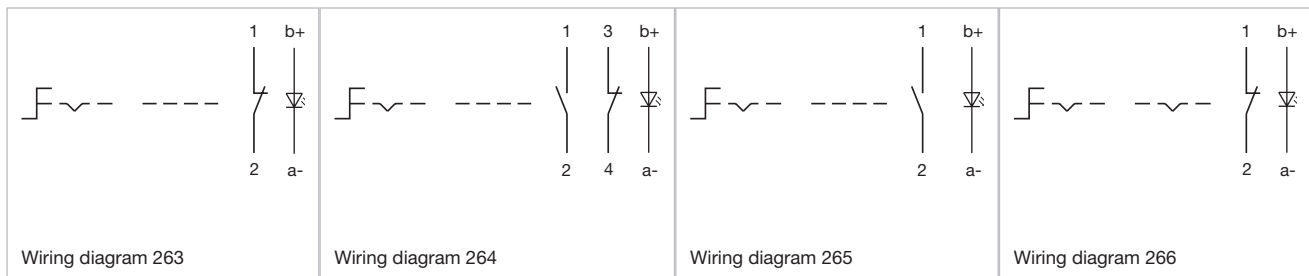 1 b+
2 a-
Wiring diagram 263
1 3 b+
2 4 a-
Wiring diagram 264
1 b+
2 a-
Wiring diagram 265
1 b+
2 a-
Wiring diagram 266